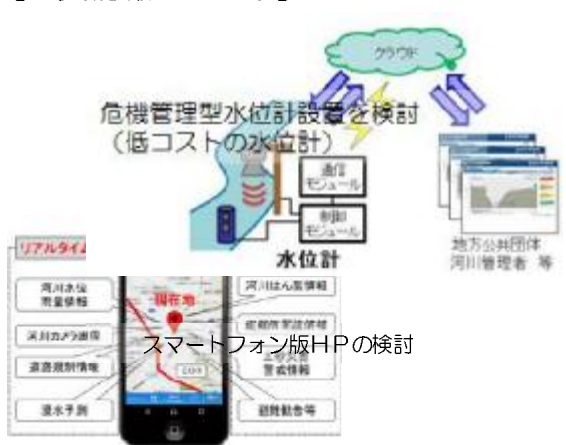 クラウド
危機管理型水位計設置を検討
（低コストの水位計）
通信
モジュール
制御
モジュール
水位計
地方公共団体
河川管理者 等
リアルタイム
河川水位
雨量情報
河川カメラ画像
道路規制情報
浸水予測
現在地
河川はん濫情報
警戒情報
避難勧告等
スマートフォン版ＨＰの検討